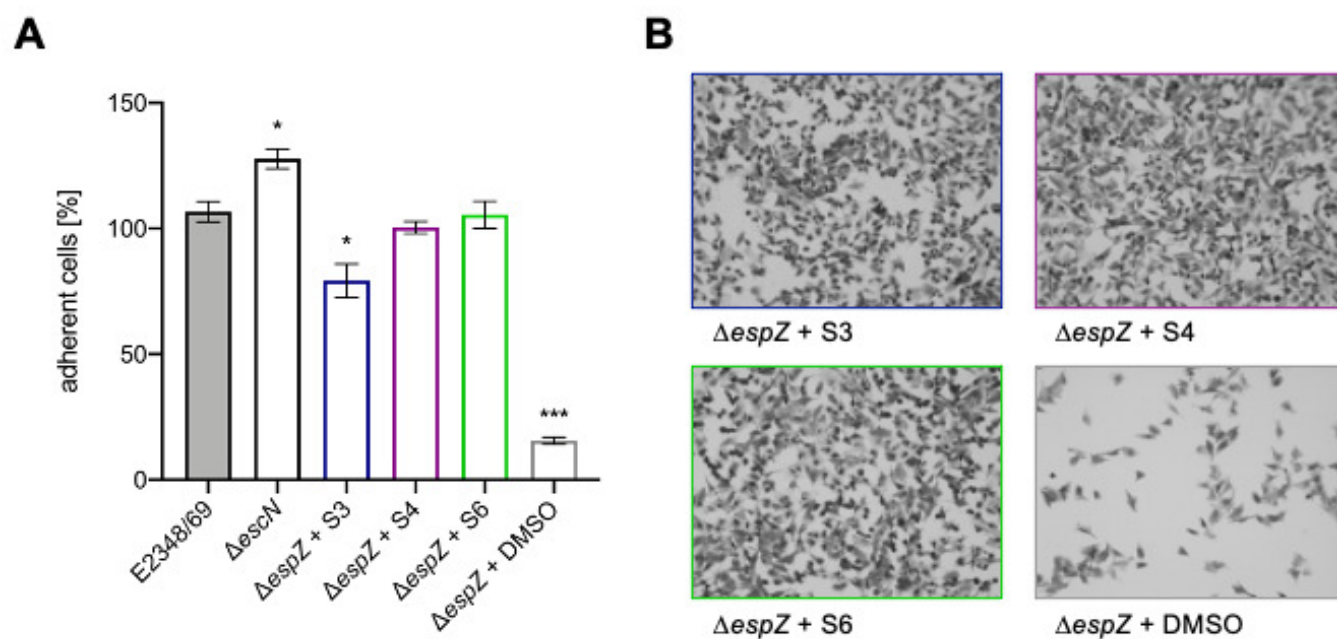 A
B
150
100
50
0
adherent cells [%]
*
*
***
E2348/69
ΔescN
ΔespZ + S3
ΔespZ + S4
ΔespZ + S6
ΔespZ + DMSO
ΔespZ + S3
ΔespZ + S4
ΔespZ + S6
ΔespZ + DMSO